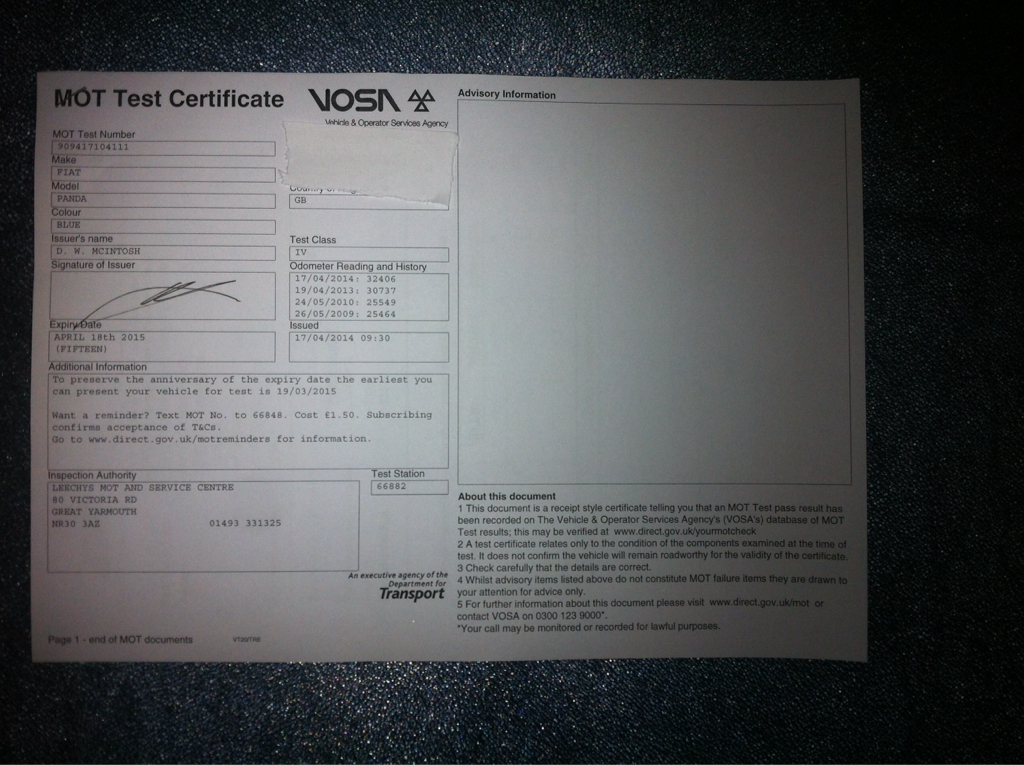 MOT Test Certificate
VOSA
Vehicle & Operator Services Agency
MOT Test Number
909417104111
Make
FIAT
Model
PANDA
Country of
GB
Colour
BLUE
Issuer's name
D. W. MCINTOSH
Test Class
IV
Signature of Issuer
Odometer Reading and History
17/04/2014: 32406
19/04/2013: 30737
24/05/2010: 25549
26/05/2009: 25464
Expiry Date
APRIL 18th 2015
(FIFTEEN)
Issued
17/04/2014 09:30
Additional Information
To preserve the anniversary of the expiry date the earliest you
can present your vehicle for test is 19/03/2015
Want a reminder? Text MOT No. to 66848. Cost £1.50. Subscribing
confirms acceptance of T&Cs.
Go to www.direct.gov.uk/motreminders for information.
Inspection Authority
LEECHYS MOT AND SERVICE CENTRE
80 VICTORIA RD
GREAT YARMOUTH
NR30 3AZ 01493 331325
Test Station
66882
An executive agency of the
Department for
Transport
Page 1 - end of MOT documents
Advisory Information
About this document
1 This document is a receipt style certificate telling you that an MOT Test pass result has
been recorded on The Vehicle & Operator Services Agency's (VOSA's) database of MOT
Test results; this may be verified at www.direct.gov.uk/yourmotcheck
2 A test certificate relates only to the condition of the components examined at the time of
test. It does not confirm the vehicle will remain roadworthy for the validity of the certificate.
3 Check carefully that the details are correct.
4 Whilst advisory items listed above do not constitute MOT failure items they are drawn to
your attention for advice only.
5 For further information about this document please visit www.direct.gov.uk/mot or
contact VOSA on 0300 123 9000*.
*Your call may be monitored or recorded for lawful purposes.